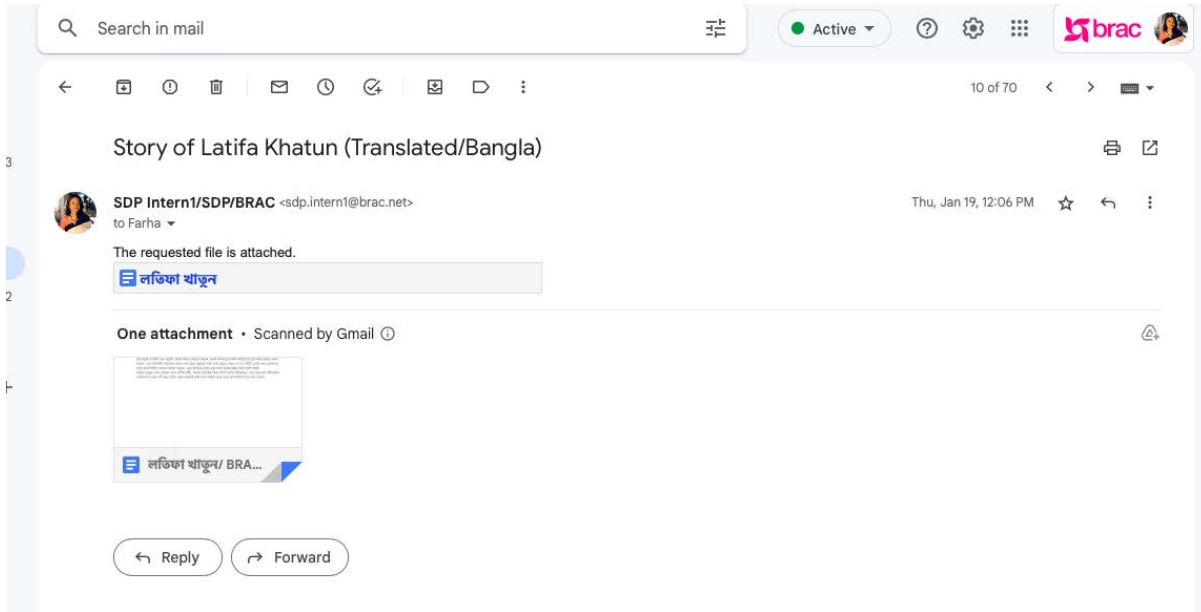 Search in mail
Active
brac
10 of 70
Story of Latifa Khatun (Translated/Bangla)
3
SDP Intern1/SDP/BRAC <sdp.intern1@brac.net>
Thu, Jan 19, 12:06 PM
to Farha
The requested file is attached.
লতিফা খাতুন
2
One attachment • Scanned by Gmail
লতিফা খাতুন/ BRA...
Reply
Forward